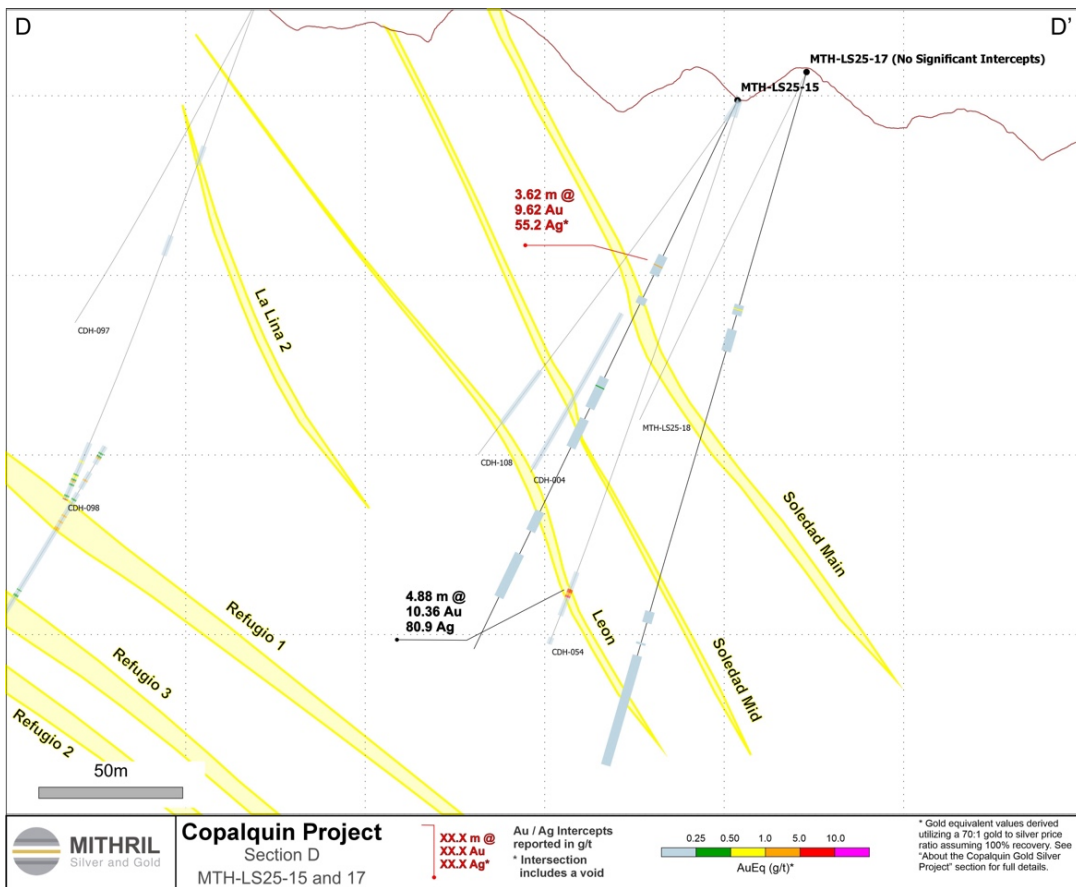 D
D'
MTH-LS25-17 (No Significant Intercepts)
MTH-LS25-15
3.62 m @
9.62 Au
55.2 Ag*
La Lina 2
CDH-097
MTH-LS25-18
CDH-108
CDH-004
CDH-098
Soledad Main
4.88 m @
10.36 Au
80.9 Ag
Refugio 1
Leon
CDH-054
Soledad Mid
Refugio 3
Refugio 2
50m
MITHRIL
Silver and Gold
Copalquin Project
Section D
MTH-LS25-15 and 17
XX.X m @
XX.X Au
XX.X Ag*
Au / Ag Intercepts
reported in g/t
* Intersection
includes a void
0.25 0.50 1.0 5.0 10.0
AuEq (g/t)*
* Gold equivalent values derived
utilizing a 70:1 gold to silver price
ratio assuming 100% recovery. See
"About the Copalquin Gold Silver
Project" section for full details.